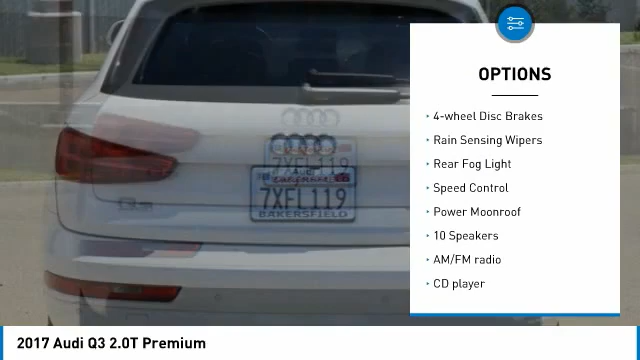 OPTIONS
4-wheel Disc Brakes
Rain Sensing Wipers
Rear Fog Light
Speed Control
Power Moonroof
10 Speakers
AM/FM radio
CD player
7XFL119
7XFL119
BAKERSFIELD
2017 Audi Q3 2.0T Premium